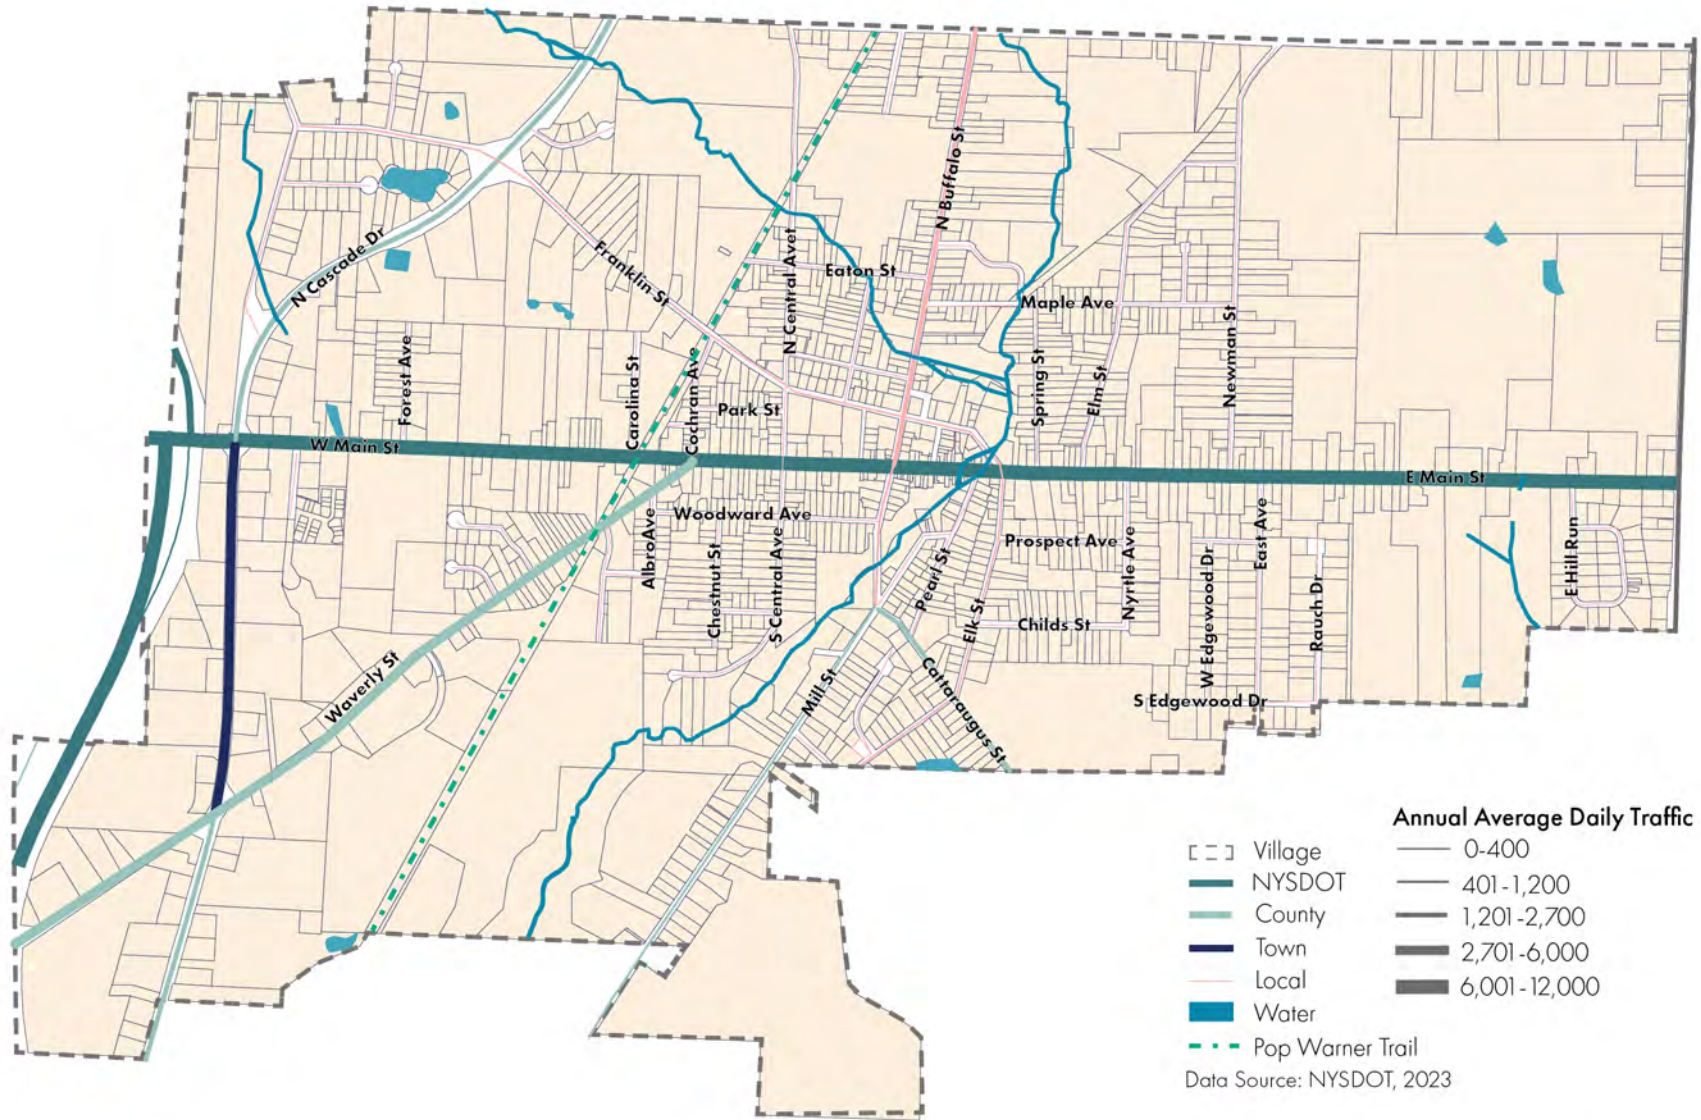 N Buffalo St
N Cascade Dr
Franklin St
N Central Avet
Eaton St
Maple Ave
Forest Ave
Carolina St
Cochran Ave
Park St
Spring St
Elm St
Newman St
W Main St
E Main St
Woodward Ave
AlbroAve
Chestnut St
S Central Ave
Pearl St
Prospect Ave
Nyrtle Ave
W Edgewood Dr
East Ave
Rauch Dr
E Hill Run
Elk St
Childs St
Waverly St
Mill St
Cattaraugus St
S Edgewood Dr
Village
NYSDOT
County
Town
Local
Water
Pop Warner Trail
Data Source: NYSDOT, 2023
Annual Average Daily Traffic
0-400
401-1,200
1,201-2,700
2,701-6,000
6,001-12,000